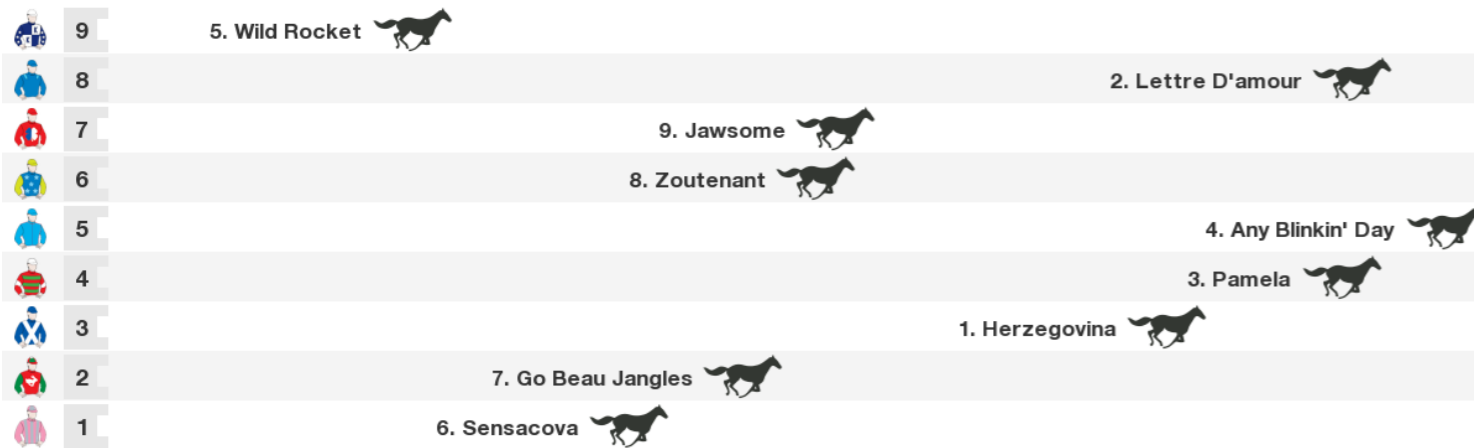 9 5. Wild Rocket
8 2. Lettre D'amour
7 9. Jawsome
6 8. Zoutenant
5 4. Any Blinkin' Day
4 3. Pamela
3 1. Herzegovina
2 7. Go Beau Jangles
1 6. Sensacova